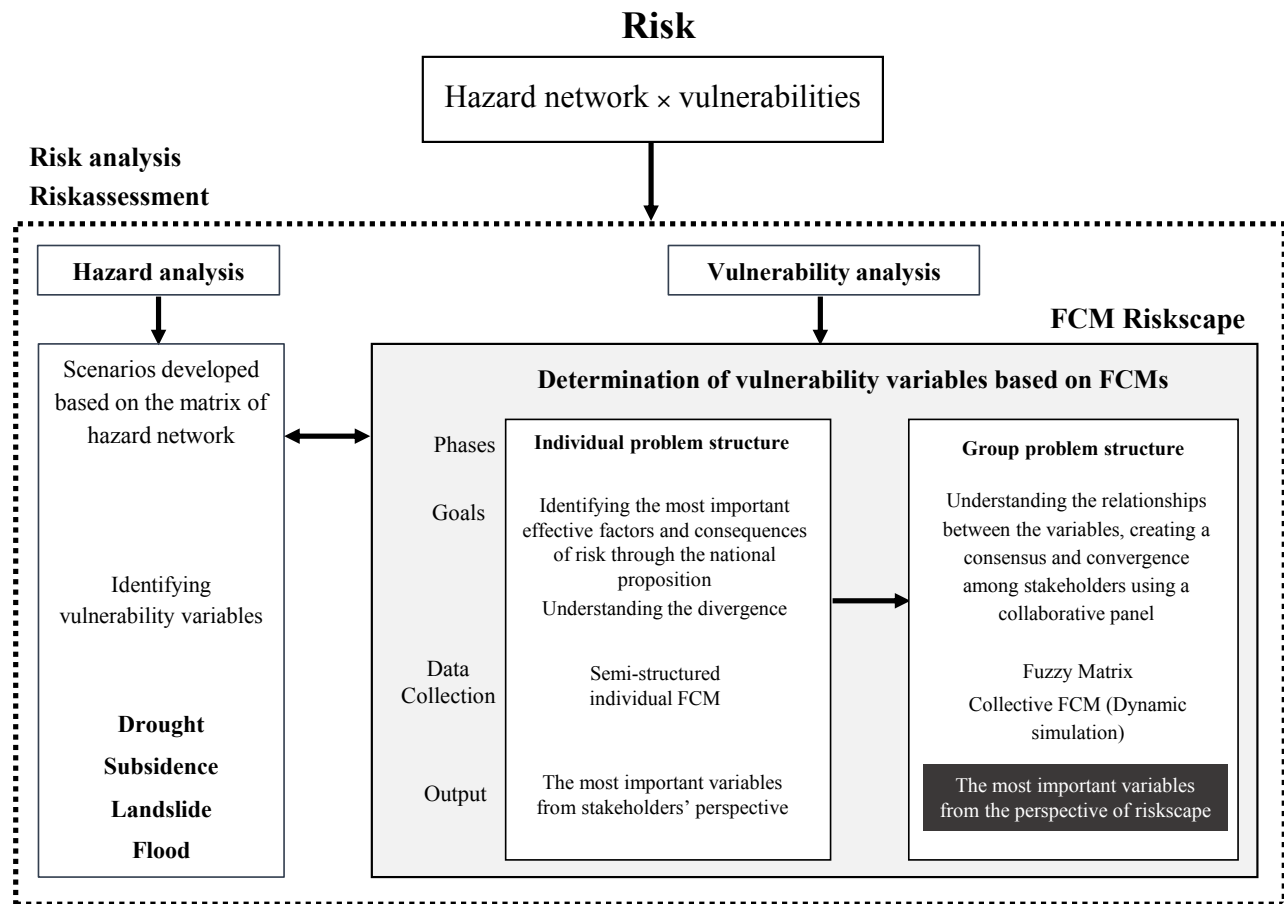 Risk
Hazard network × vulnerabilities
Risk analysis
Riskassessment
Hazard analysis
Vulnerability analysis
FCM Riskscape
Scenarios developed
based on the matrix of
hazard network
Identifying
vulnerability variables
Drought
Subsidence
Landslide
Flood
Determination of vulnerability variables based on FCMs
Phases
Individual problem structure
Group problem structure
Goals
Identifying the most important
effective factors and consequences
of risk through the national
proposition
Understanding the divergence
Understanding the relationships
between the variables, creating a
consensus and convergence
among stakeholders using a
collaborative panel
Data
Collection
Semi-structured
individual FCM
Fuzzy Matrix
Collective FCM (Dynamic
simulation)
Output
The most important variables
from stakeholders’ perspective
The most important variables
from the perspective of riskscape